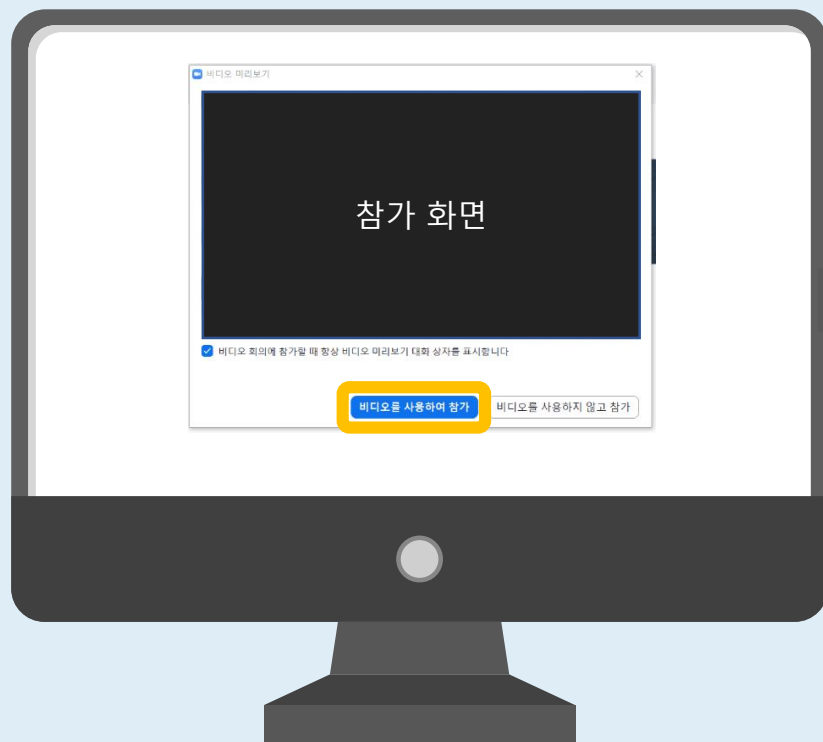 비디오 미리보기
참가 화면
비디오 회의에 참가할 때 항상 비디오 미리보기 대화 상자를 표시합니다
비디오를 사용하여 참가 비디오를 사용하지 않고 참가